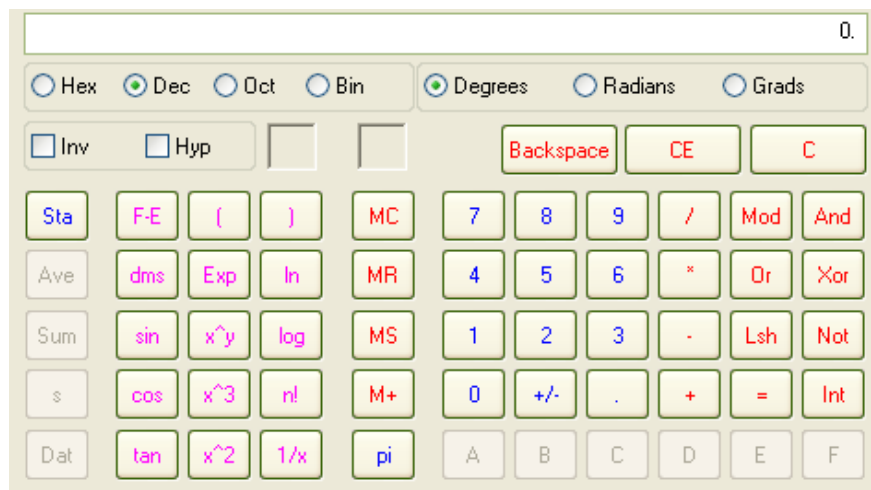 0.
Hex Dec Oct Bin Degrees Radians Grads
Inv Hyp Backspace CE C
Sta F-E ( ) MC 7 8 9 / Mod And
Ave dms Exp ln MR 4 5 6 * Or Xor
Sum sin x^y log MS 1 2 3 - Lsh Not
s cos x^3 n! M+ 0 +/- . + = Int
Dat tan x^2 1/x pi A B C D E F